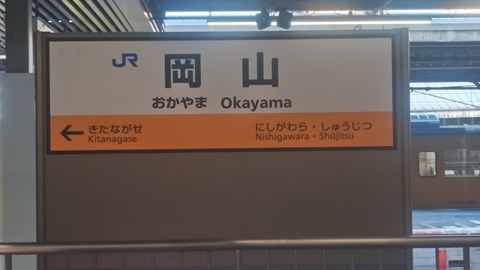 JR 岡山
おかやま Okayama
← きたながせ にしがわら・しゅうじつ
Kitanagase Nishigawara・Shūjitsu